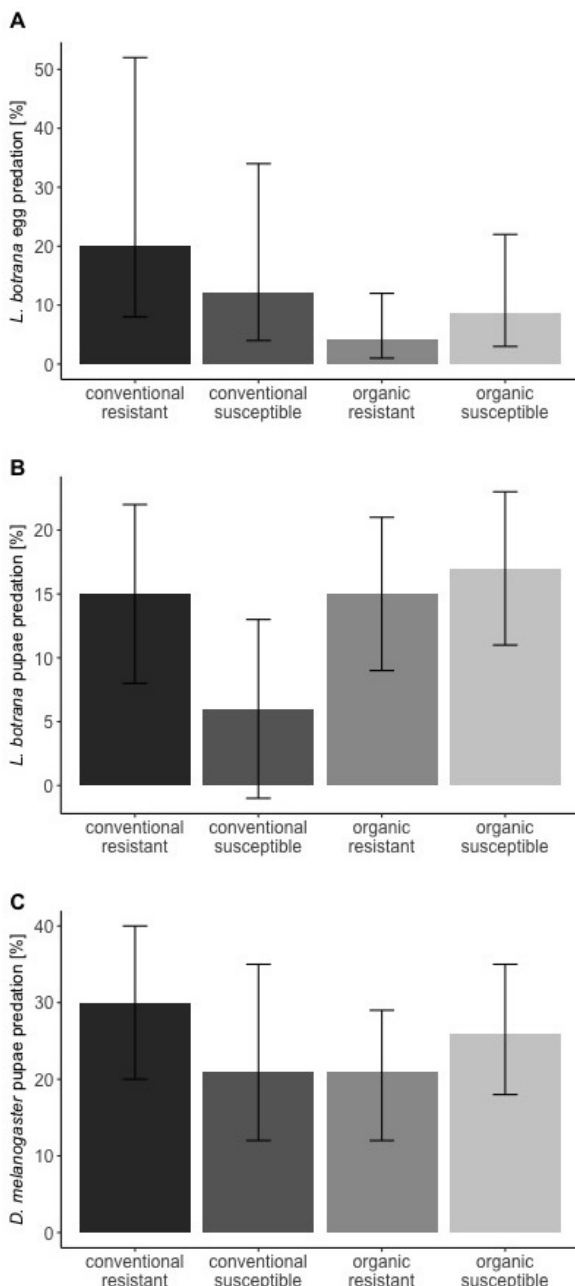 A
L. botrana egg predation [%]
50
40
30
20
10
0
conventional resistant
conventional susceptible
organic resistant
organic susceptible
B
L. botrana pupae predation [%]
20
15
10
5
0
conventional resistant
conventional susceptible
organic resistant
organic susceptible
C
D. melanogaster pupae predation [%]
40
30
20
10
0
conventional resistant
conventional susceptible
organic resistant
organic susceptible